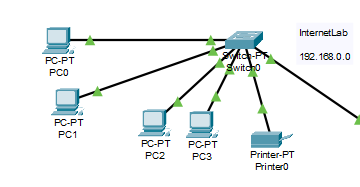 InternetLab
192.168.0.0
Switch-PT
Switch0
PC-PT
PC0
PC-PT
PC1
PC-PT
PC2
PC-PT
PC3
Printer-PT
Printer0